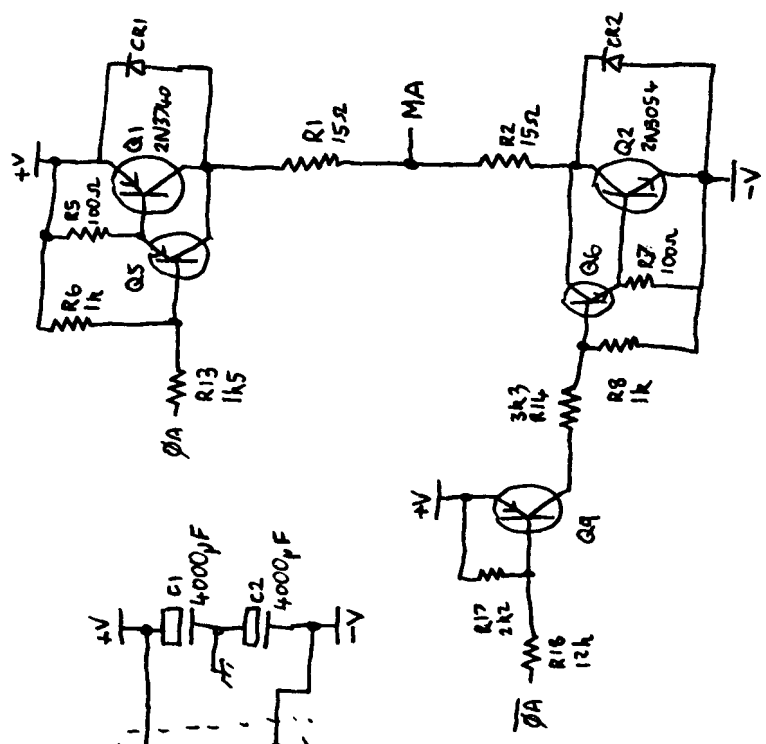 CR1
+V
Q1
2N3740
R5
100Ω
Q5
R6
1k
R13
1k5
ØA
R1
15Ω
MA
R2
15Ω
CR2
Q2
2N3054
-V
Q6
R7
100Ω
R8
1k
3k3
R14
+V
Q9
R17
2k2
R18
12k
ØA
+V
C1
4000µF
C2
4000µF
-V